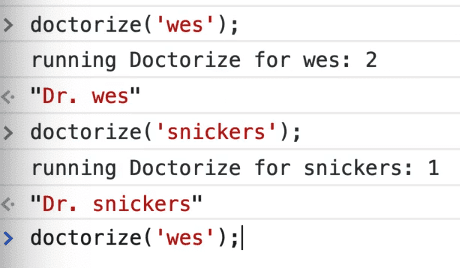 > doctorize('wes');
running Doctorize for wes: 2
<· "Dr. wes"
> doctorize('snickers');
running Doctorize for snickers: 1
<· "Dr. snickers"
> doctorize('wes');